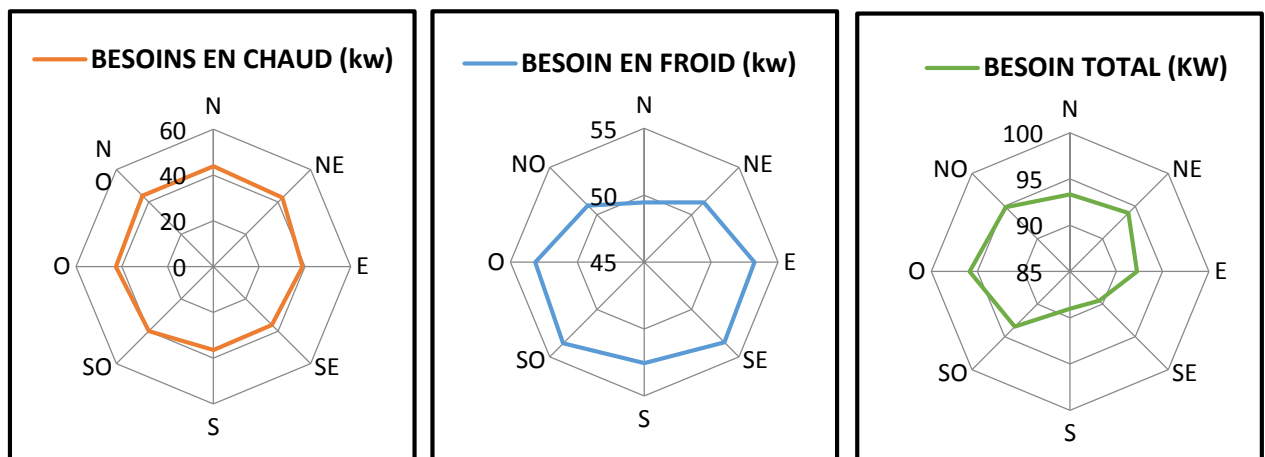 BESOINS EN CHAUD (kw)
N
60
NE
N
O
40
20
O
0
E
SO
SE
S
BESOIN EN FROID (kw)
N
55
NO
NE
50
O
45
E
SO
SE
S
BESOIN TOTAL (KW)
N
100
NO
NE
95
90
O
85
E
SO
SE
S